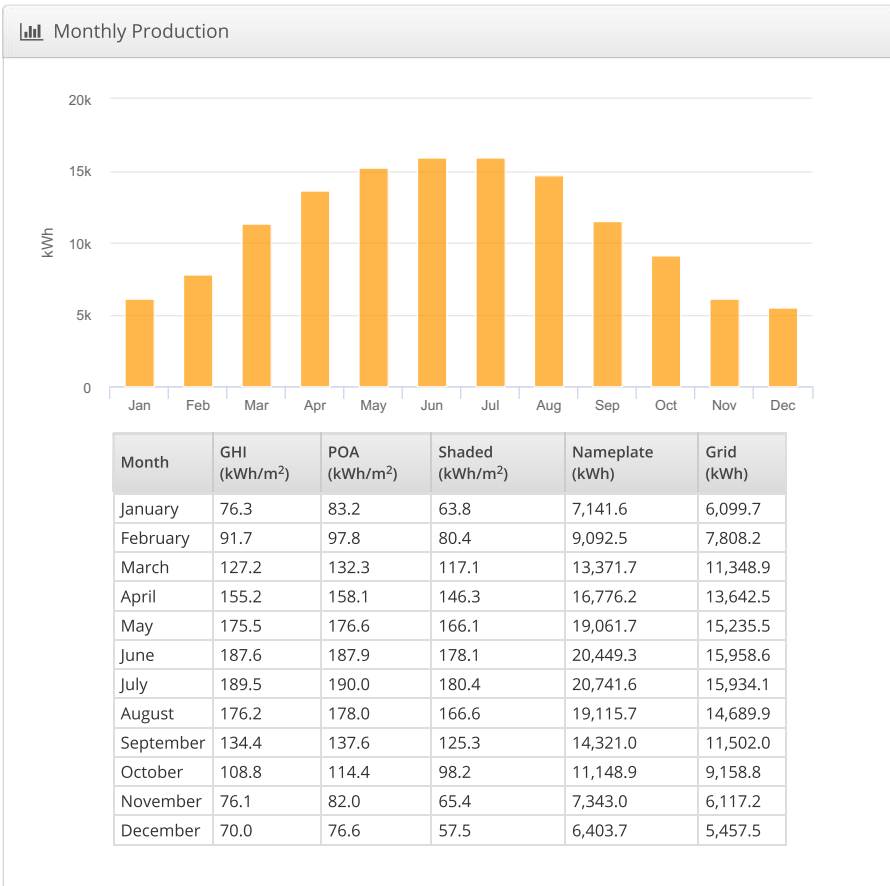 Monthly Production
20k
15k
10k
5k
0
kWh
Jan Feb Mar Apr May Jun Jul Aug Sep Oct Nov Dec
Month GHI (kWh/m²) POA (kWh/m²) Shaded (kWh/m²) Nameplate (kWh) Grid (kWh)
January 76.3 83.2 63.8 7,141.6 6,099.7
February 91.7 97.8 80.4 9,092.5 7,808.2
March 127.2 132.3 117.1 13,371.7 11,348.9
April 155.2 158.1 146.3 16,776.2 13,642.5
May 175.5 176.6 166.1 19,061.7 15,235.5
June 187.6 187.9 178.1 20,449.3 15,958.6
July 189.5 190.0 180.4 20,741.6 15,934.1
August 176.2 178.0 166.6 19,115.7 14,689.9
September 134.4 137.6 125.3 14,321.0 11,502.0
October 108.8 114.4 98.2 11,148.9 9,158.8
November 76.1 82.0 65.4 7,343.0 6,117.2
December 70.0 76.6 57.5 6,403.7 5,457.5